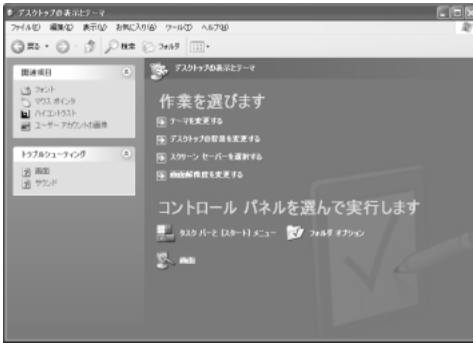 デスクトップの表示とテーマ
ファイル(F) 編集(E) 表示(V) お気に入り(A) ツール(T) ヘルプ(H)
戻る 検索 フォルダ
関連項目
フォント
マウス ポインタ
ハイコントラスト
ユーザー アカウントの画像
トラブルシューティング
画面
サウンド
デスクトップの表示とテーマ
作業を選びます
テーマを変更する
デスクトップの背景を変更する
スクリーン セーバーを選択する
画面解像度を変更する
コントロール パネルを選んで実行します
タスク バーと [スタート] メニュー フォルダ オプション
画面